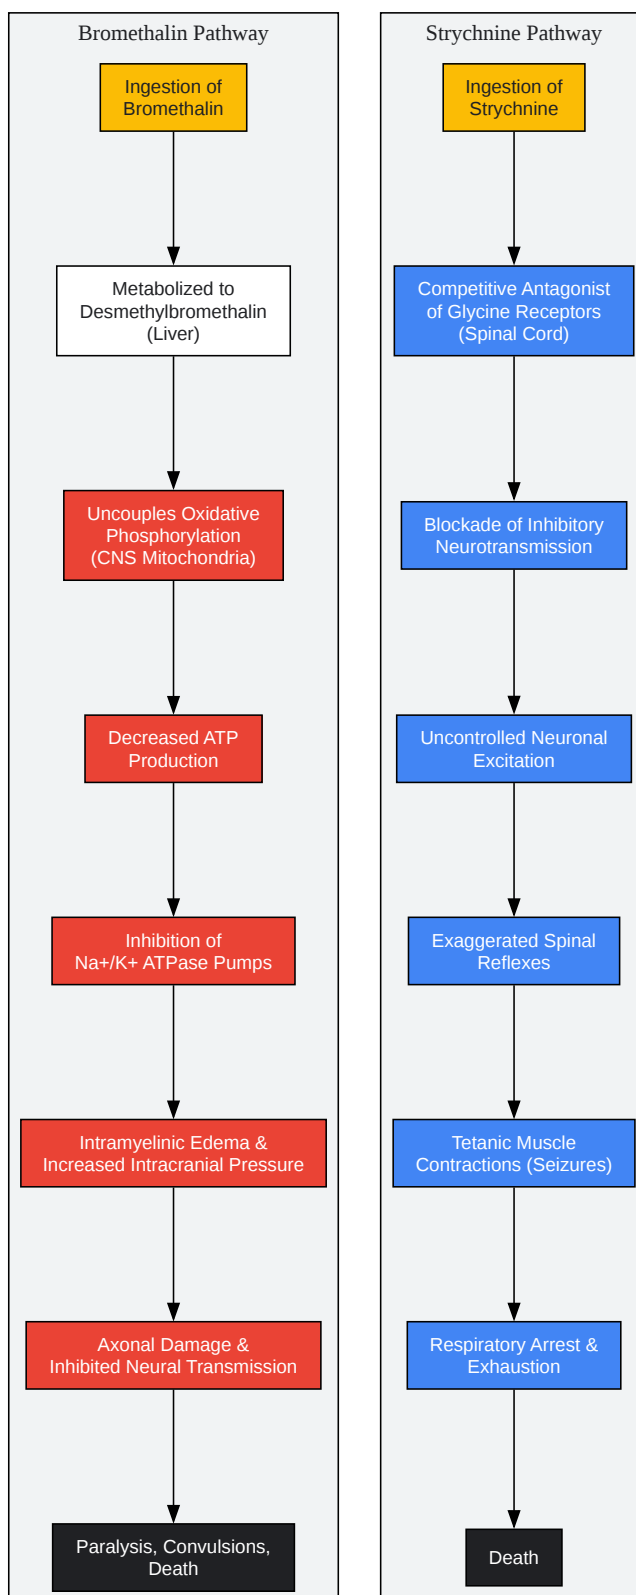 Bromethalin Pathway
Ingestion of
Bromethalin
Metabolized to
Desmethylbromethalin
(Liver)
Uncouples Oxidative
Phosphorylation
(CNS Mitochondria)
Decreased ATP
Production
Inhibition of
Na+/K+ ATPase Pumps
Intramyelinic Edema &
Increased Intracranial Pressure
Axonal Damage &
Inhibited Neural Transmission
Paralysis, Convulsions,
Death
Strychnine Pathway
Ingestion of
Strychnine
Competitive Antagonist
of Glycine Receptors
(Spinal Cord)
Blockade of Inhibitory
Neurotransmission
Uncontrolled Neuronal
Excitation
Exaggerated Spinal
Reflexes
Tetanic Muscle
Contractions (Seizures)
Respiratory Arrest &
Exhaustion
Death